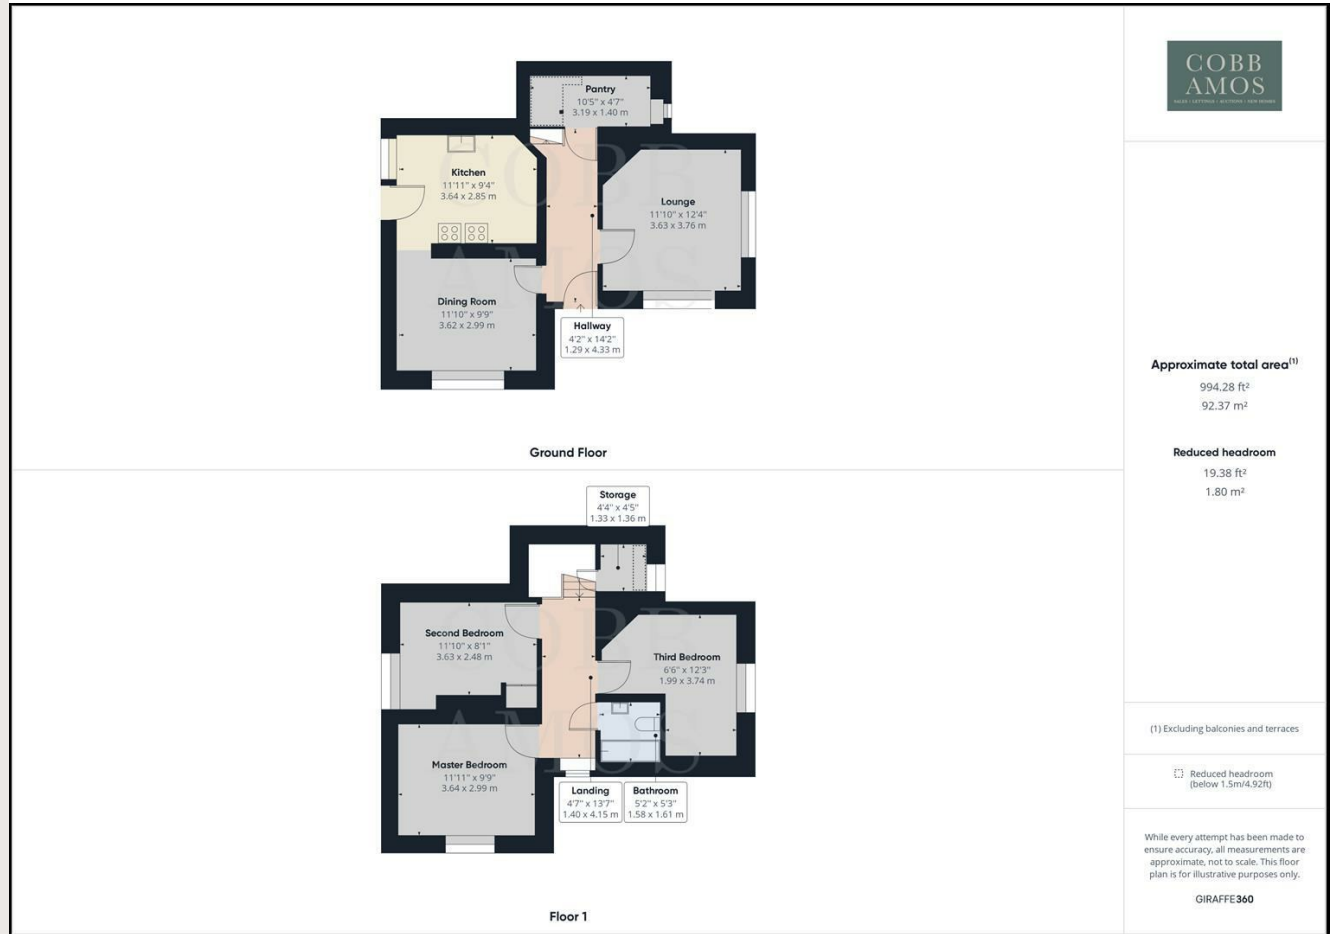 Pantry
10'5" x 4'7"
3.19 x 1.40 m
Kitchen
11'11" x 9'4"
3.64 x 2.85 m
Lounge
11'10" x 12'4"
3.63 x 3.76 m
Dining Room
11'10" x 9'9"
3.62 x 2.99 m
Hallway
4'2" x 14'2"
1.29 x 4.33 m
COBB
AMOS
Ground Floor
Storage
4'4" x 4'5"
1.33 x 1.36 m
Second Bedroom
11'10" x 8'1"
3.63 x 2.48 m
Third Bedroom
6'6" x 12'3"
1.99 x 3.74 m
Master Bedroom
11'11" x 9'9"
3.64 x 2.99 m
Landing
4'7" x 13'7"
1.40 x 4.15 m
Bathroom
5'2" x 5'3"
1.58 x 1.61 m
COBB
AMOS
Floor 1
COBB
AMOS
SALES • LETTINGS • AUCTIONS • NEW HOMES
Approximate total area(1)
994.28 ft²
92.37 m²
Reduced headroom
19.38 ft²
1.80 m²
(1) Excluding balconies and terraces
Reduced headroom
(below 1.5m/4.92ft)
While every attempt has been made to
ensure accuracy, all measurements are
approximate, not to scale. This floor
plan is for illustrative purposes only.
GIRAFFE360